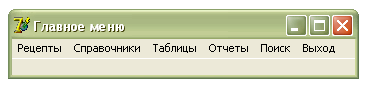 Главное меню
Рецепты Справочники Таблицы Отчеты Поиск Выход